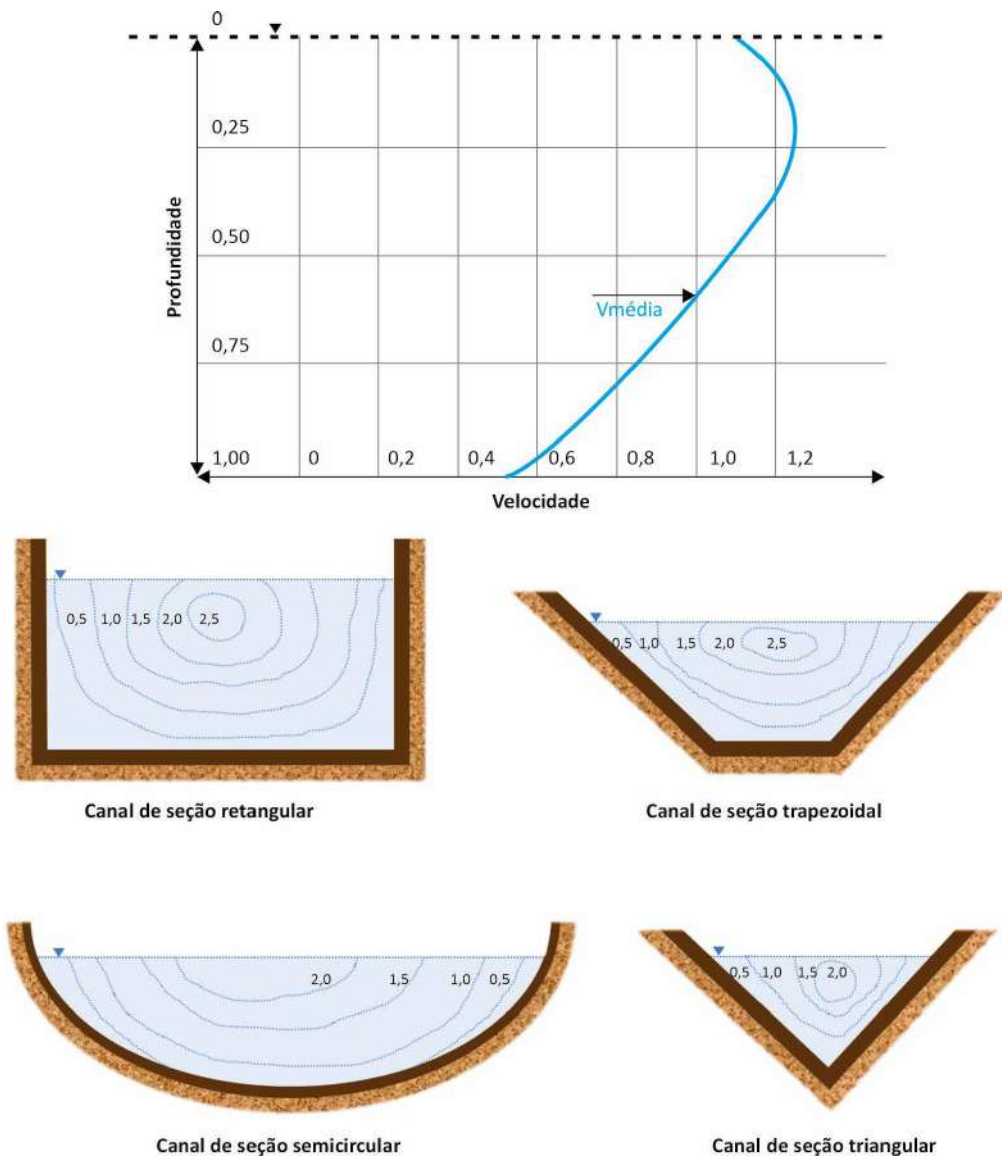 0
0,25
0,50
0,75
1,00 0 0,2 0,4 0,6 0,8 1,0 1,2
Profundidade
Vmédia
Velocidade
0,5 1,0 1,5 2,0 2,5
Canal de seção retangular
0,5 1,0 1,5 2,0 2,5
Canal de seção trapezoidal
2,0 1,5 1,0 0,5
Canal de seção semicircular
0,5 1,0 1,5 2,0
Canal de seção triangular